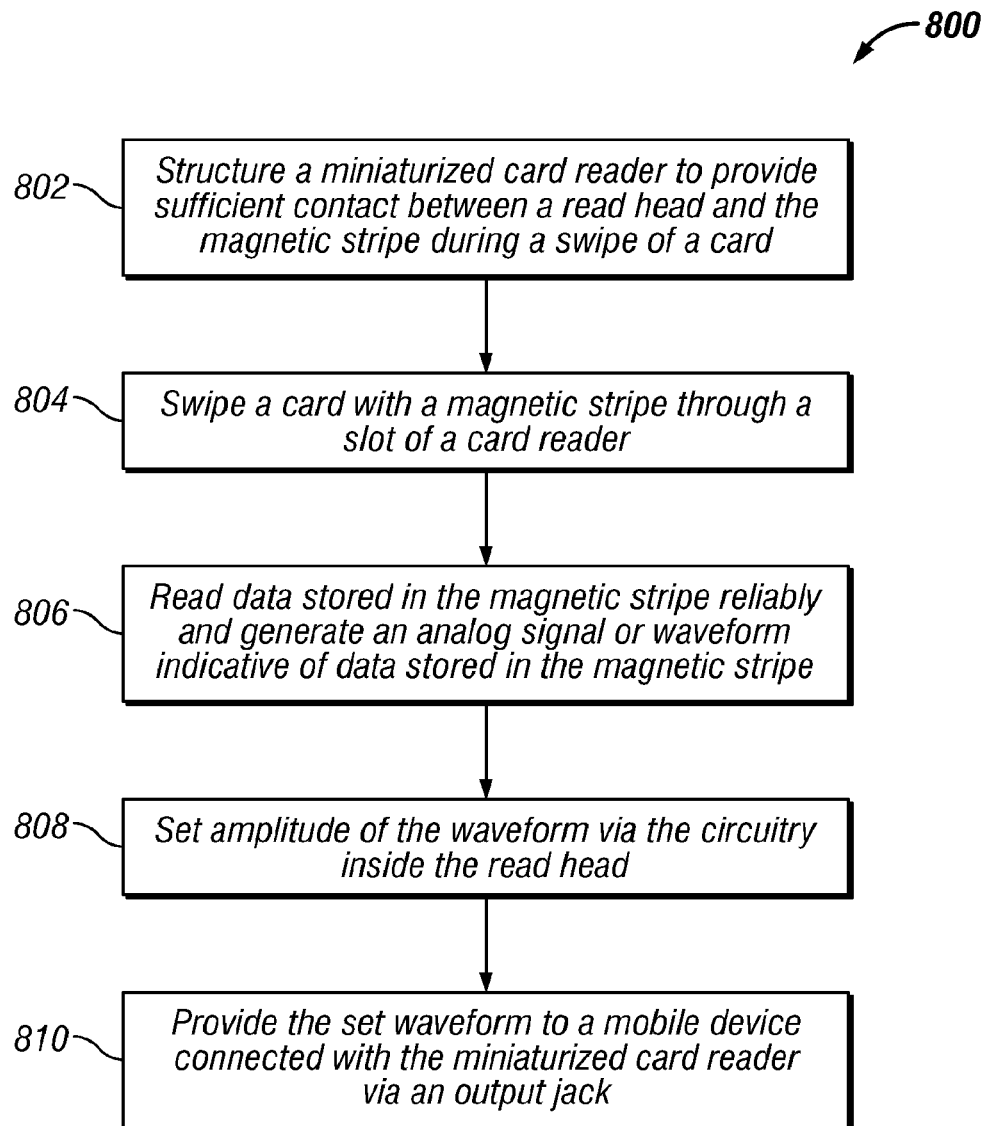 800
802
Structure a miniaturized card reader to provide
sufficient contact between a read head and the
magnetic stripe during a swipe of a card
804
Swipe a card with a magnetic stripe through a
slot of a card reader
806
Read data stored in the magnetic stripe reliably
and generate an analog signal or waveform
indicative of data stored in the magnetic stripe
808
Set amplitude of the waveform via the circuitry
inside the read head
810
Provide the set waveform to a mobile device
connected with the miniaturized card reader
via an output jack